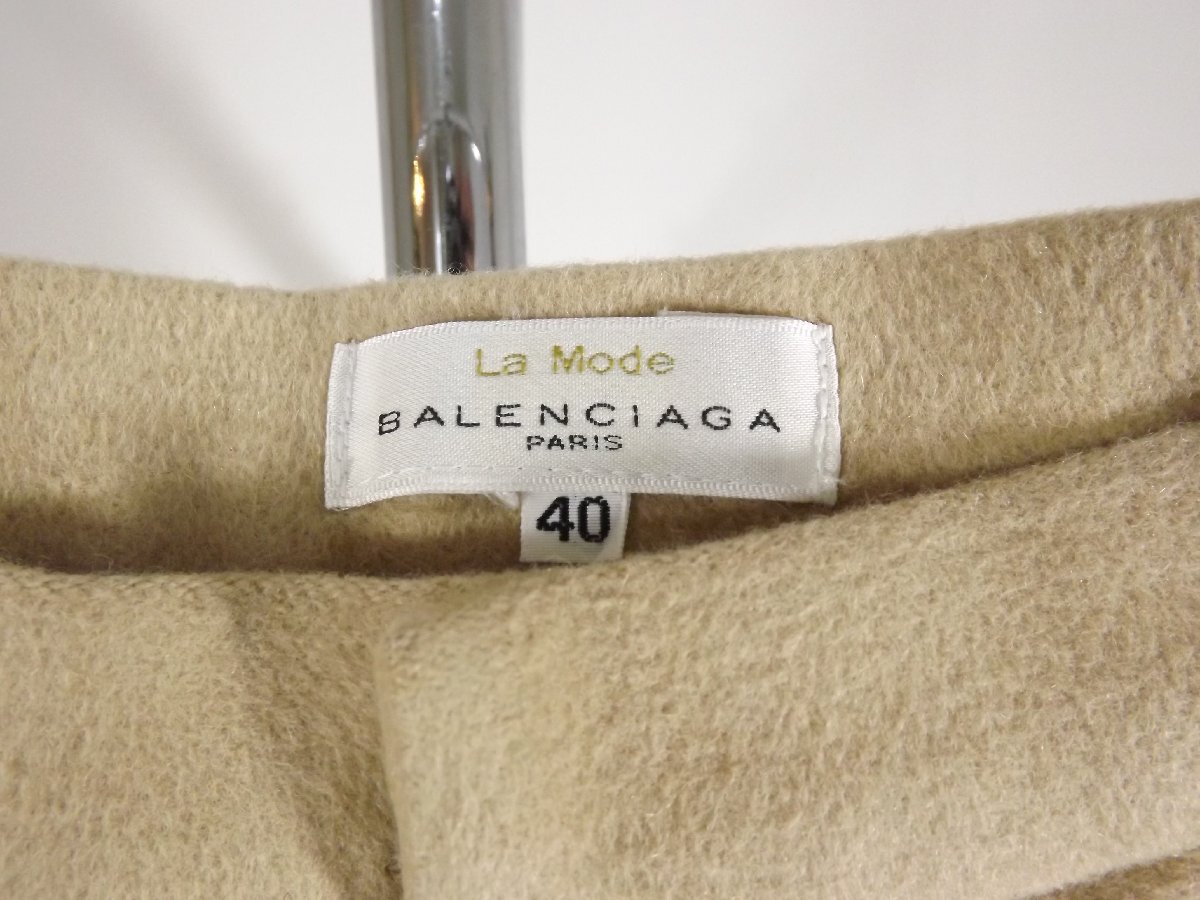 La Mode
BALENCIAGA
PARIS
40